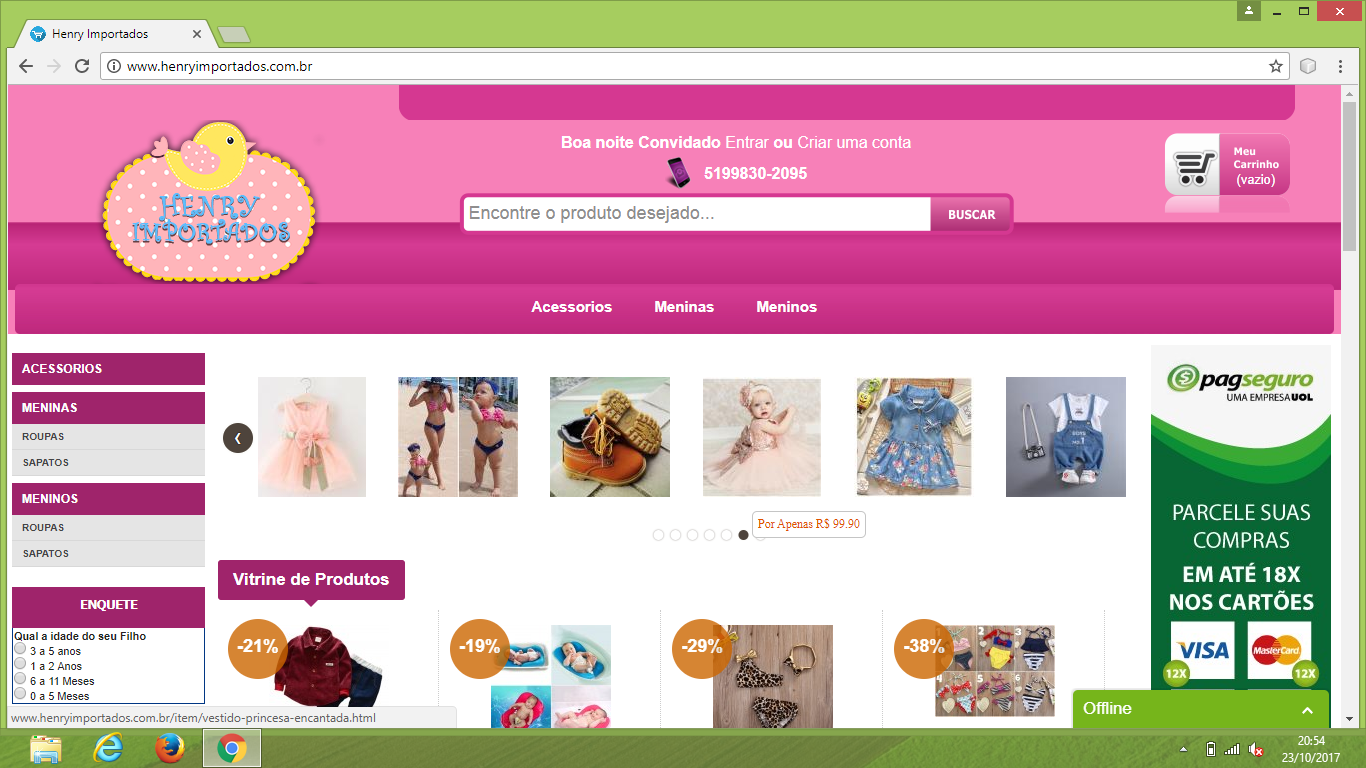 Henry Importados
www.henryimportados.com.br
Boa noite Convidado Entrar ou Criar uma conta
5199830-2095
Meu
Carrinho
(vazio)
HENRY
IMPORTADOS
Encontre o produto desejado...
BUSCAR
Acessorios
Meninas
Meninos
ACESSORIOS
MENINAS
ROUPAS
SAPATOS
MENINOS
ROUPAS
SAPATOS
ENQUETE
Qual a idade do seu Filho
3 a 5 anos
1 a 2 Anos
6 a 11 Meses
0 a 5 Meses
Por Apenas R$ 99.90
Vitrine de Produtos
-21%
-19%
-29%
-38%
pagseguro
UMA EMPRESA UOL
PARCELE SUAS
COMPRAS
EM ATÉ 18X
NOS CARTÕES
VISA
MasterCard
12X
12X
Offline
www.henryimportados.com.br/item/vestido-princesa-encantada.html
20:54
23/10/2017